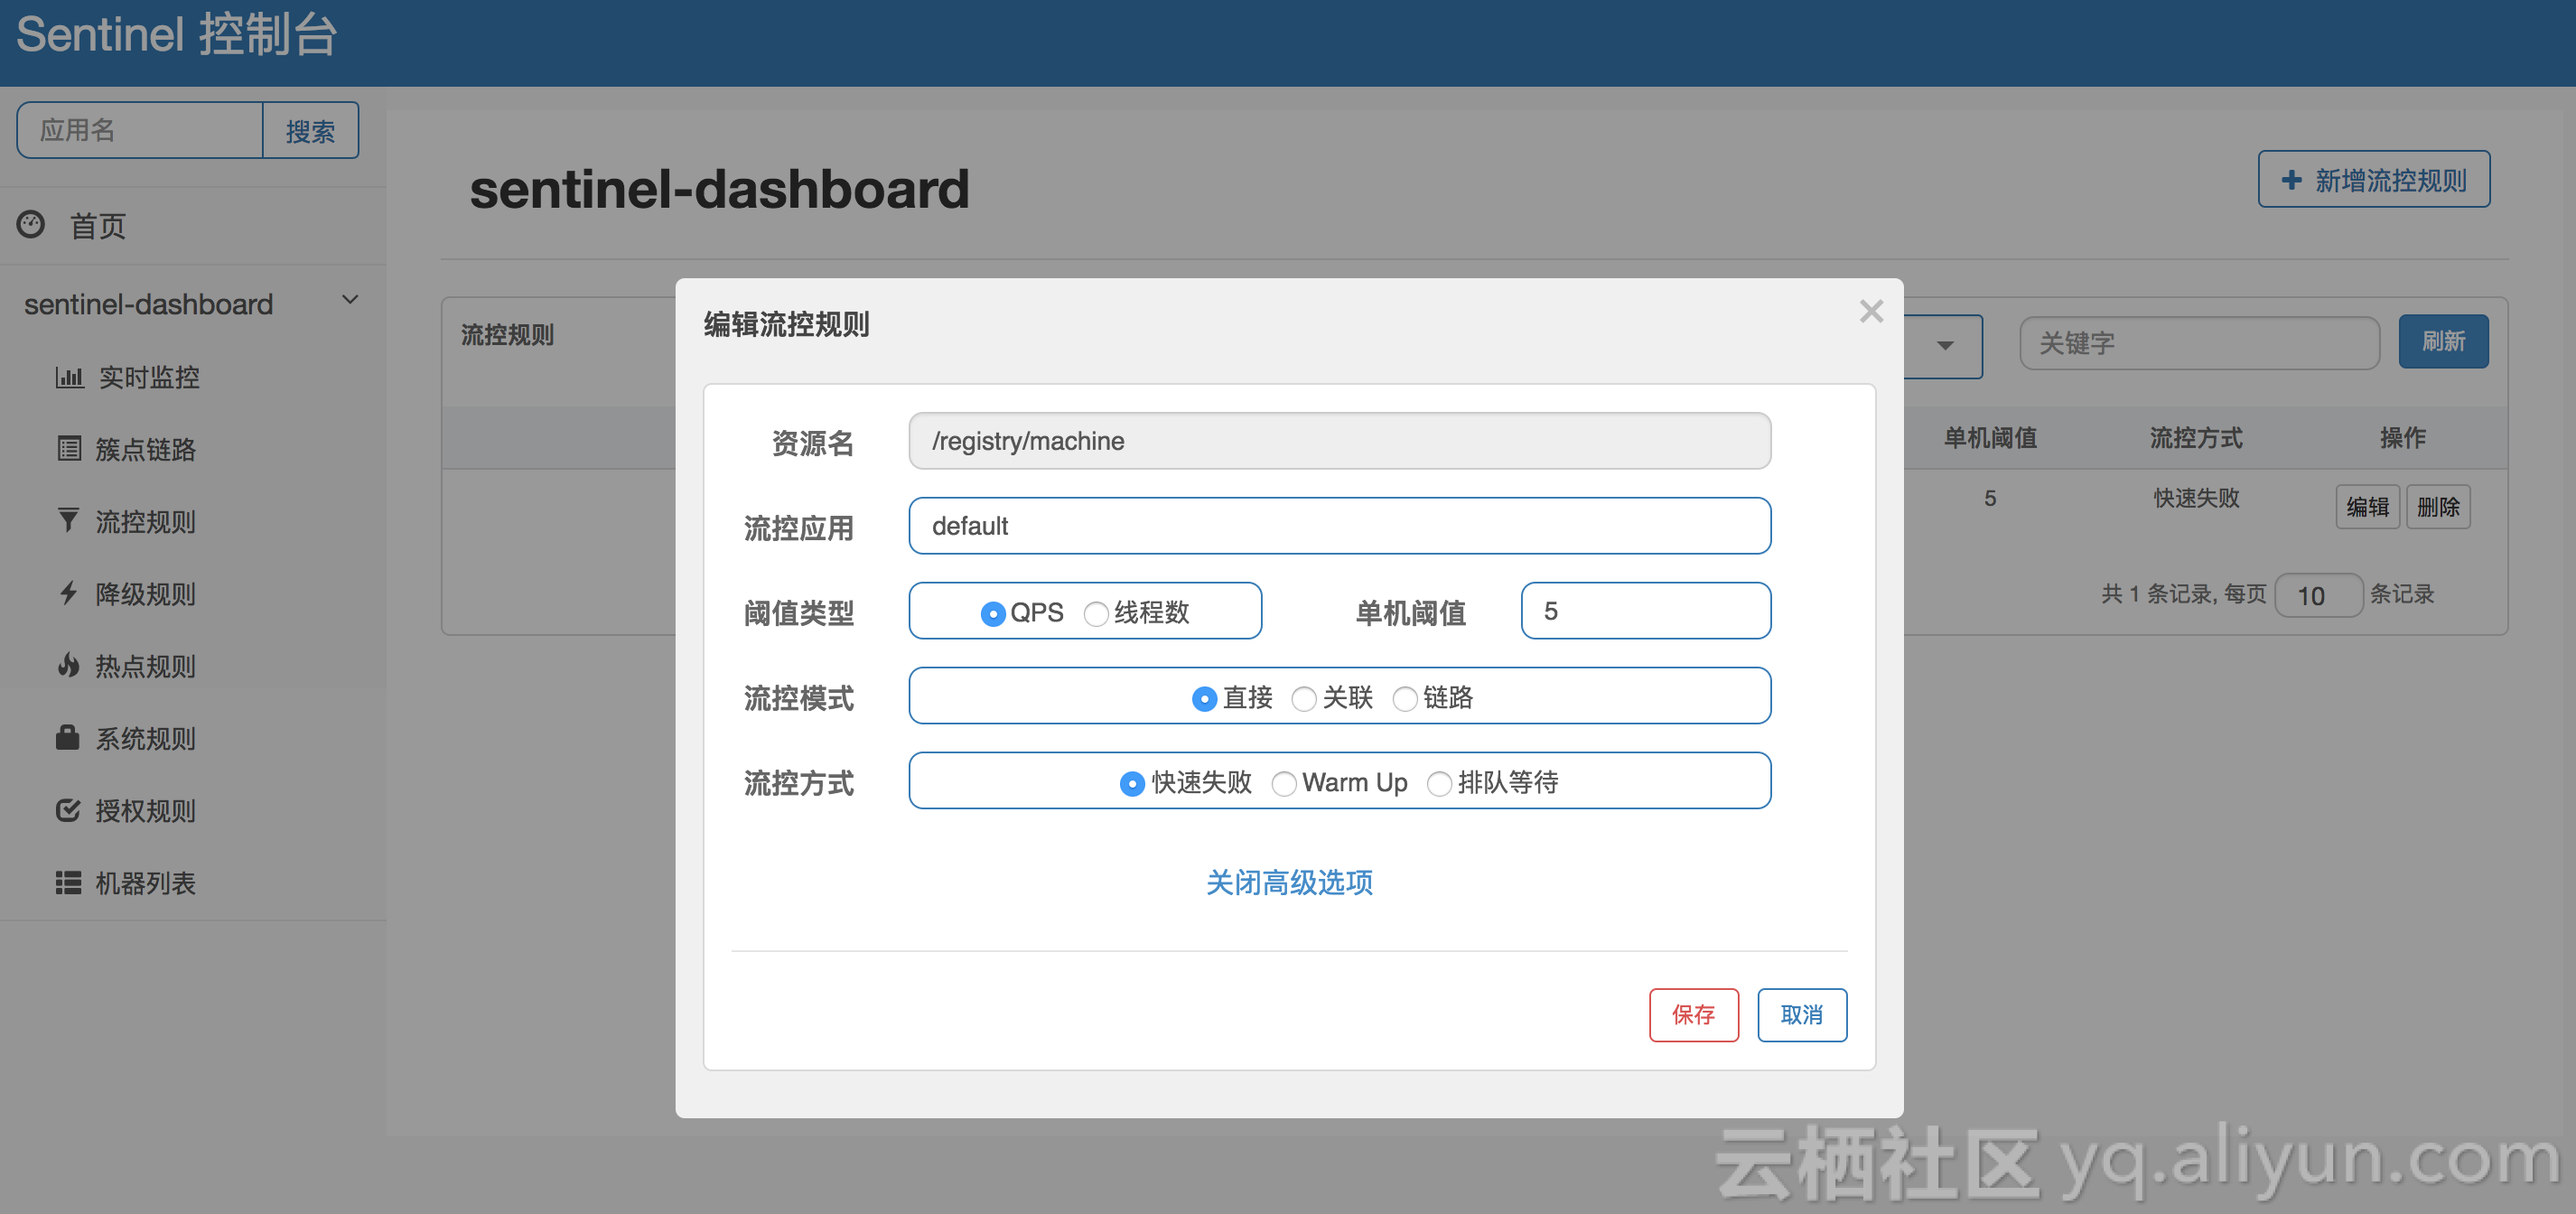 Sentinel 控制台
应用名 搜索
首页
sentinel-dashboard
实时监控
簇点链路
流控规则
降级规则
热点规则
系统规则
授权规则
机器列表
sentinel-dashboard
新增流控规则
流控规则
关键字 刷新
单机阈值 流控方式 操作
5 快速失败 编辑 删除
共 1 条记录, 每页 10 条记录
编辑流控规则
资源名 /registry/machine
流控应用 default
阈值类型 QPS 线程数 单机阈值 5
流控模式 直接 关联 链路
流控方式 快速失败 Warm Up 排队等待
关闭高级选项
保存 取消
云栖社区 yq.aliyun.com